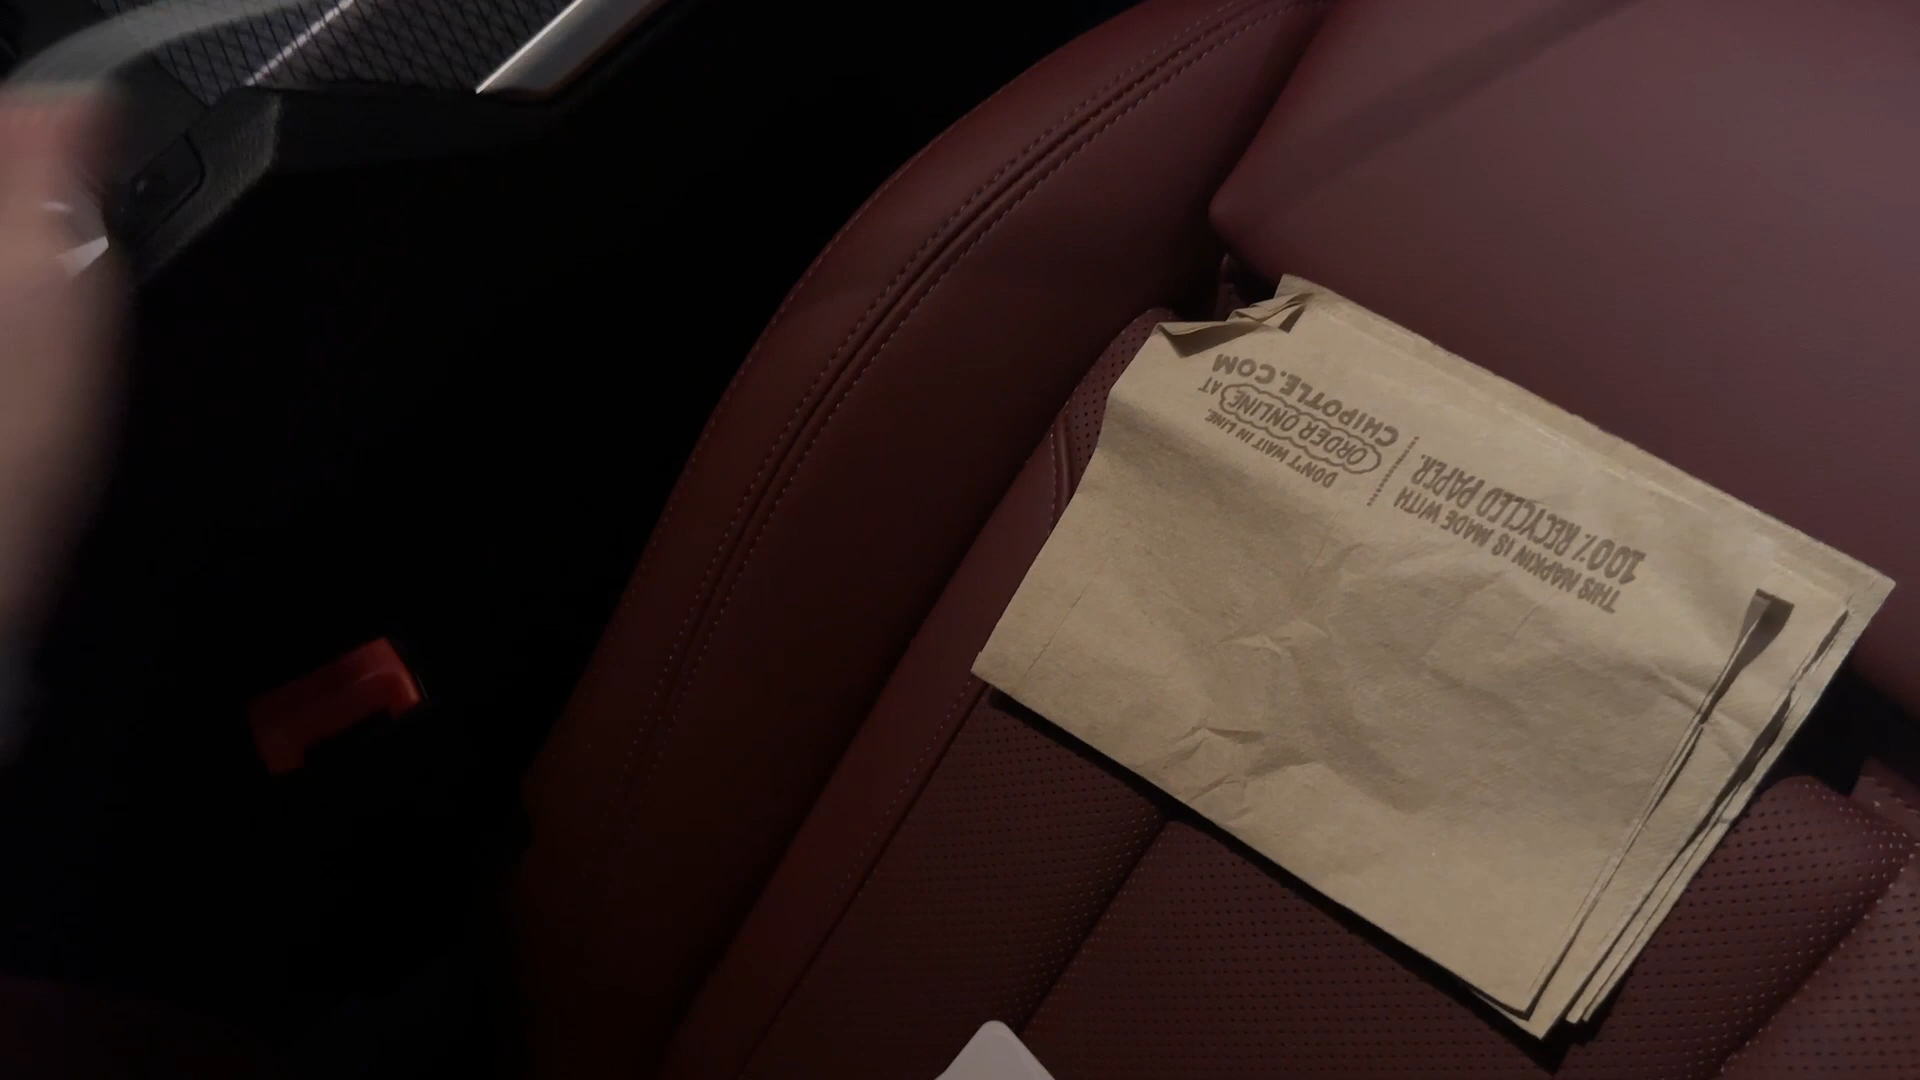 THIS NAPKIN IS MADE WITH
100% RECYCLED PAPER.
DON'T WAIT IN LINE.
ORDER ONLINE AT
CHIPOTLE.COM